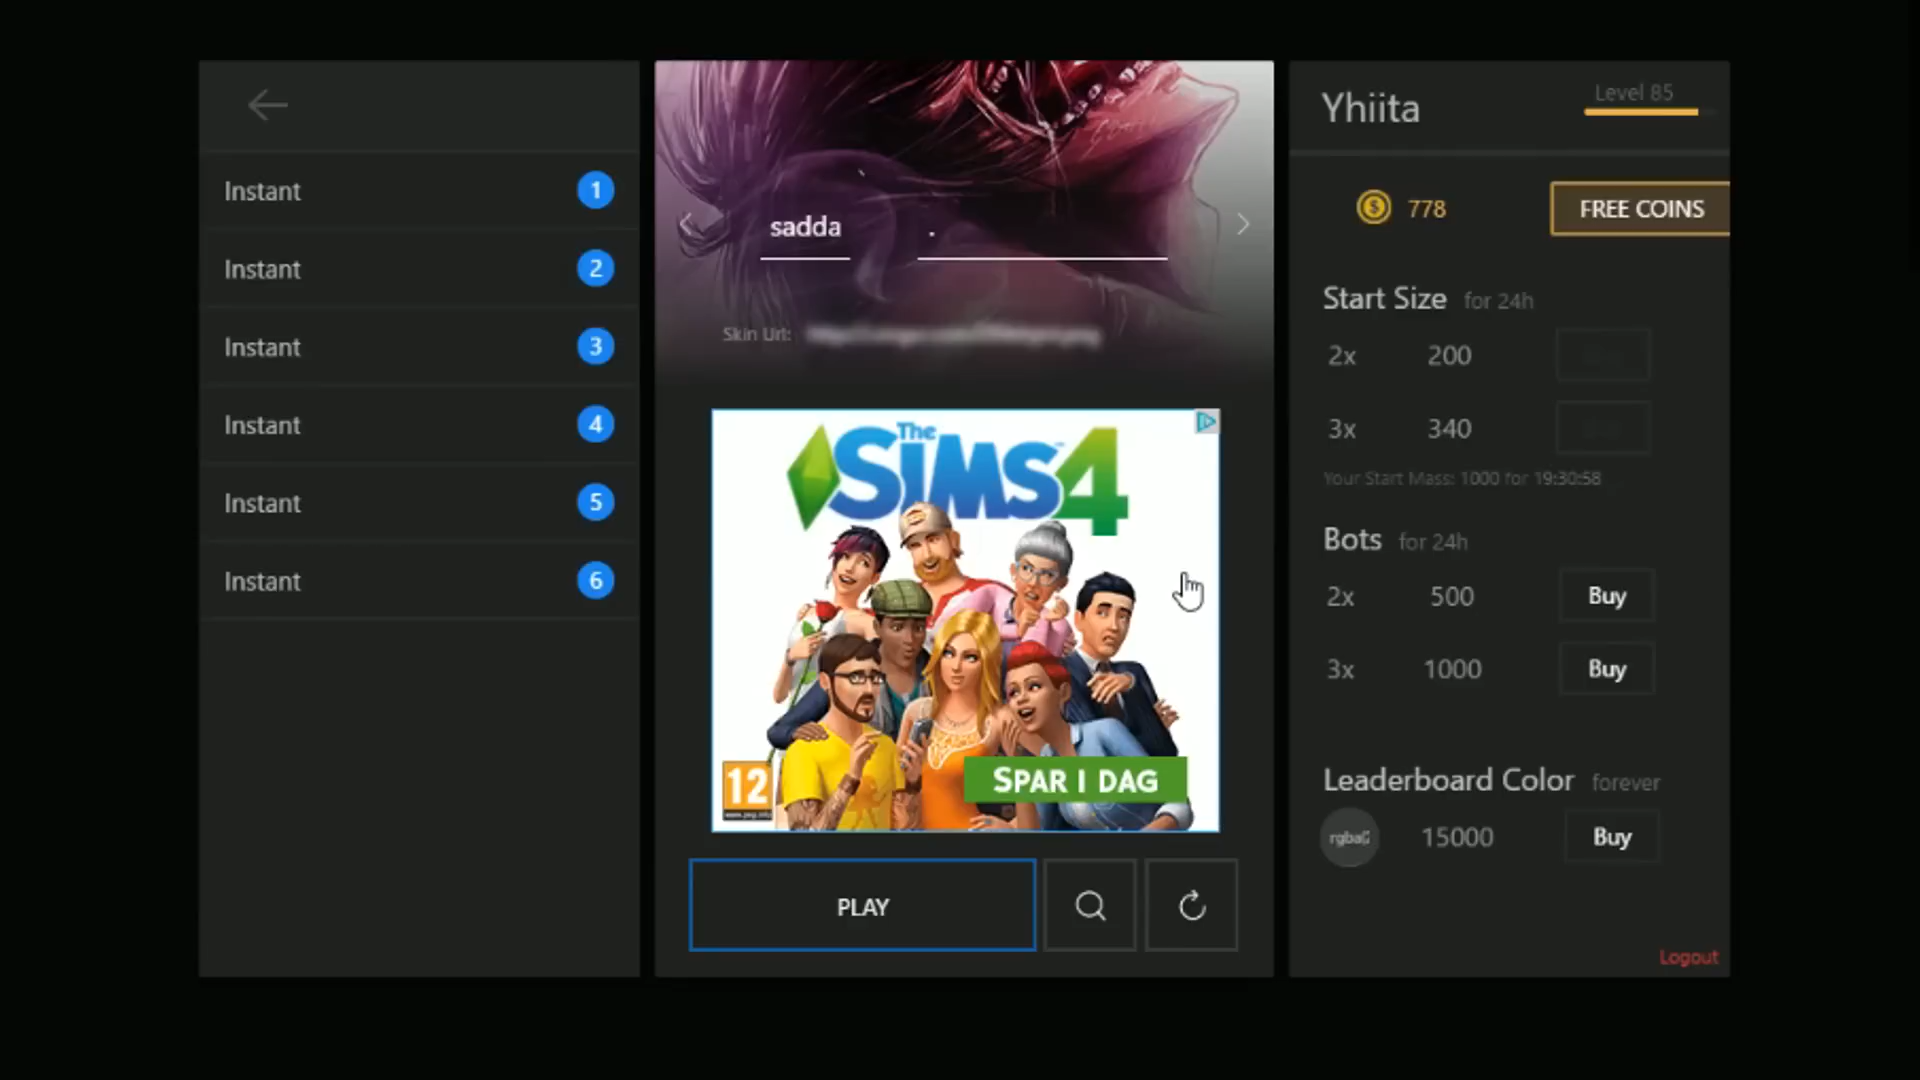 Instant 1
Instant 2
Instant 3
Instant 4
Instant 5
Instant 6
sadda .
Skin Url:
The
SIMS 4
12
SPAR I DAG
PLAY
Yhiita
Level 85
778
FREE COINS
Start Size for 24h
2x 200
3x 340
Your Start Mass: 1000 for 19:30:58
Bots for 24h
2x 500 Buy
3x 1000 Buy
Leaderboard Color forever
15000 Buy
Logout